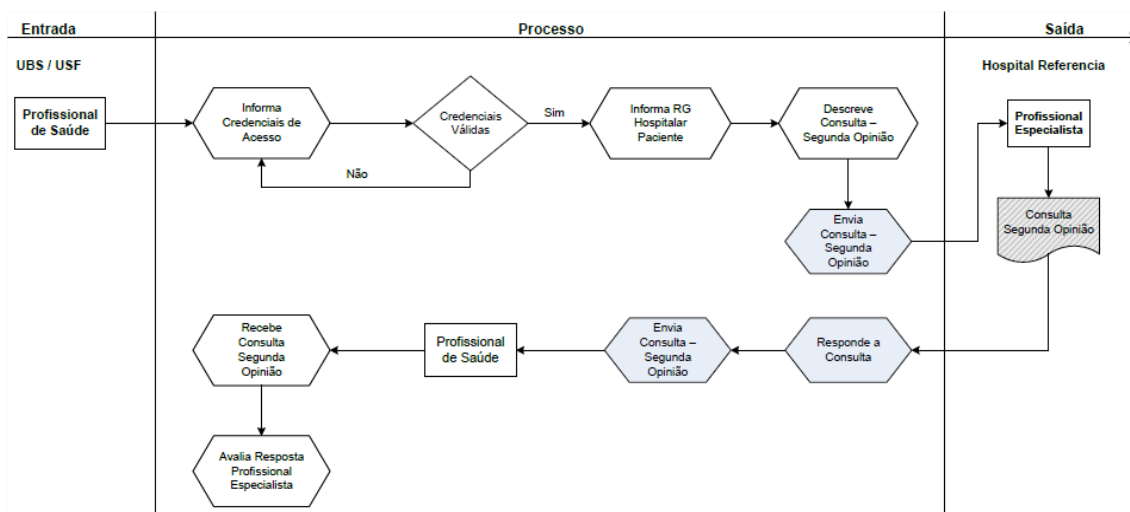 Entrada
Processo
Saída
UBS / USF
Hospital Referencia
Profissional
de Saúde
Informa
Credenciais de
Acesso
Credenciais
Válidas
Sim
Não
Informa RG
Hospitalar
Paciente
Descreve
Consulta –
Segunda Opinião
Profissional
Especialista
Envia
Consulta –
Segunda
Opinião
Consulta
Segunda Opinião
Recebe
Consulta
Segunda
Opinião
Profissional
de Saúde
Envia
Consulta –
Segunda
Opinião
Responde a
Consulta
Avalia Resposta
Profissional
Especialista